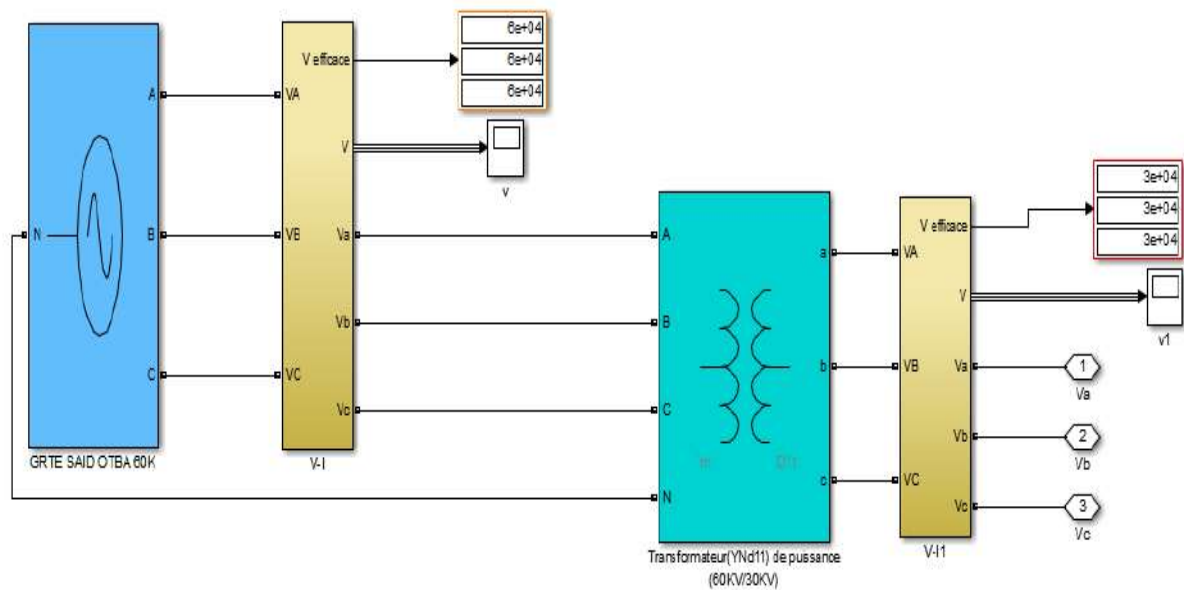 V efficace
6e+04
6e+04
6e+04
A
VA
V
v
N
B
VB
Va
A
Vb
B
C
VC
Vc
C
N
GRTE SAID OTBA 60K
V-I
a
b
c
Transformateur(YNd11) de puissance
(60KV/30KV)
V efficace
3e+04
3e+04
3e+04
VA
V
v1
VB
Va
1
Va
Vb
2
Vb
VC
Vc
3
Vc
V-I1